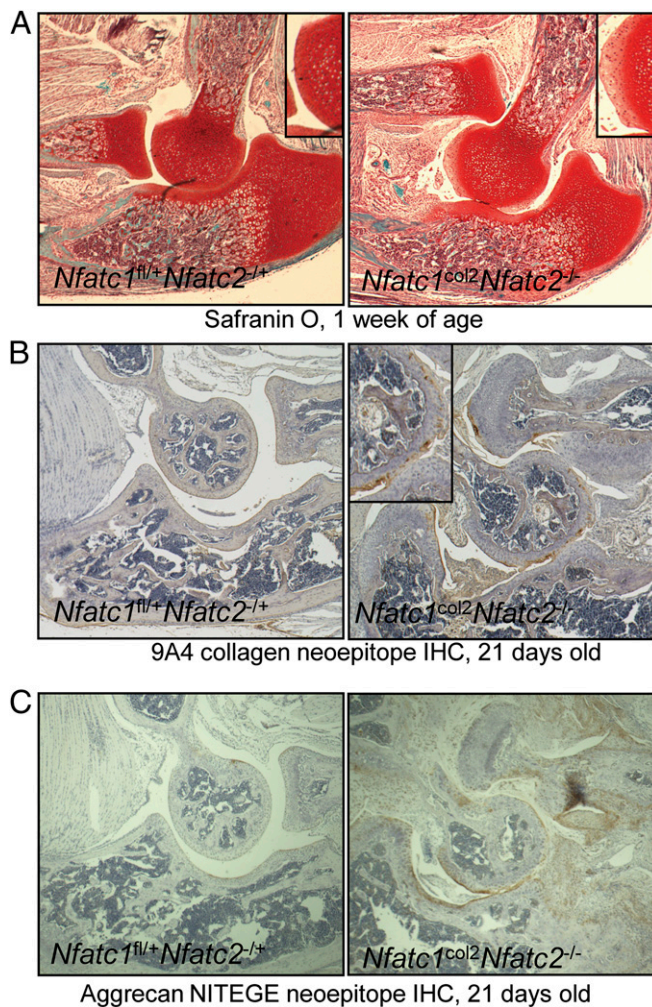 A
Nfatc1fl/+Nfatc2-/+
Nfatc1col2Nfatc2-/-
Safranin O, 1 week of age
B
Nfatc1fl/+Nfatc2-/+
Nfatc1col2Nfatc2-/-
9A4 collagen neoepitope IHC, 21 days old
C
Nfatc1fl/+Nfatc2-/+
Nfatc1col2Nfatc2-/-
Aggrecan NITEGE neoepitope IHC, 21 days old